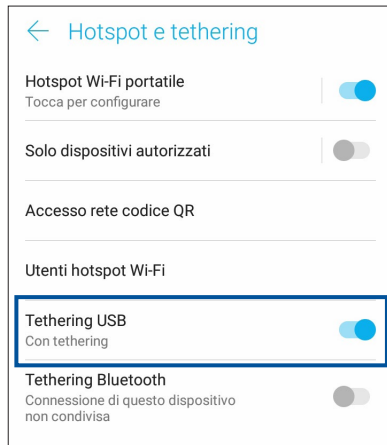 Hotspot e tethering
Hotspot Wi-Fi portatile
Tocca per configurare
Solo dispositivi autorizzati
Accesso rete codice QR
Utenti hotspot Wi-Fi
Tethering USB
Con tethering
Tethering Bluetooth
Connessione di questo dispositivo
non condivisa